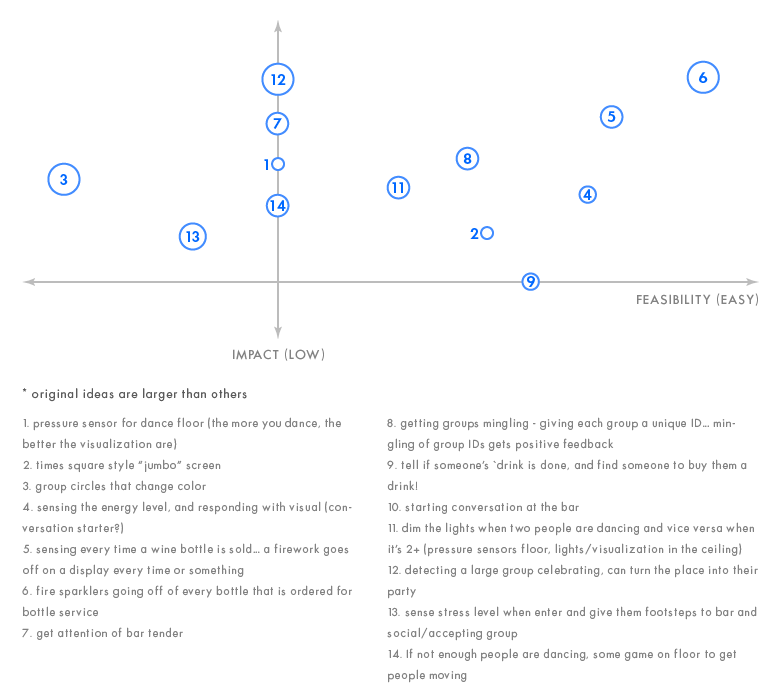 12
6
7
5
8
1
3
11
4
14
2
13
9
FEASIBILITY (EASY)
IMPACT (LOW)
* original ideas are larger than others
1. pressure sensor for dance floor (the more you dance, the
better the visualization are)
2. times square style “jumbo” screen
3. group circles that change color
4. sensing the energy level, and responding with visual (con-
versation starter?)
5. sensing every time a wine bottle is sold... a firework goes
off on a display every time or something
6. fire sparklers going off of every bottle that is ordered for
bottle service
7. get attention of bar tender
8. getting groups mingling - giving each group a unique ID... min-
gling of group IDs gets positive feedback
9. tell if someone's `drink is done, and find someone to buy them a
drink!
10. starting conversation at the bar
11. dim the lights when two people are dancing and vice versa when
it's 2+ (pressure sensors floor, lights/visualization in the ceiling)
12. detecting a large group celebrating, can turn the place into their
party
13. sense stress level when enter and give them footsteps to bar and
social/accepting group
14. If not enough people are dancing, some game on floor to get
people moving